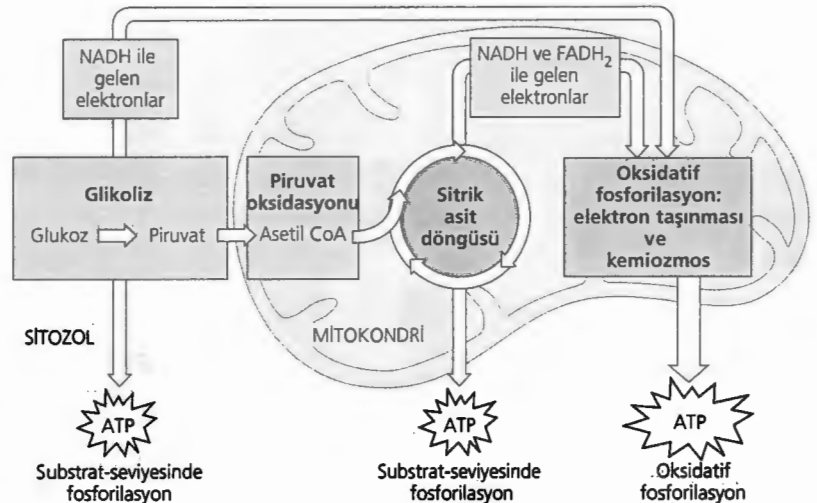 NADH ile
gelen
elektronlar
NADH ve FADH₂
ile gelen
elektronlar
Glikoliz
Glukoz
Piruvat
Piruvat
oksidasyonu
Asetil CoA
Sitrik
asit
döngüsü
Oksidatif
fosforilasyon:
elektron taşınması
ve
kemiozmos
SİTOZOL
MİTOKONDRİ
ATP
ATP
ATP
Substrat-seviyesinde
fosforilasyon
Substrat-seviyesinde
fosforilasyon
Oksidatif
fosforilasyon